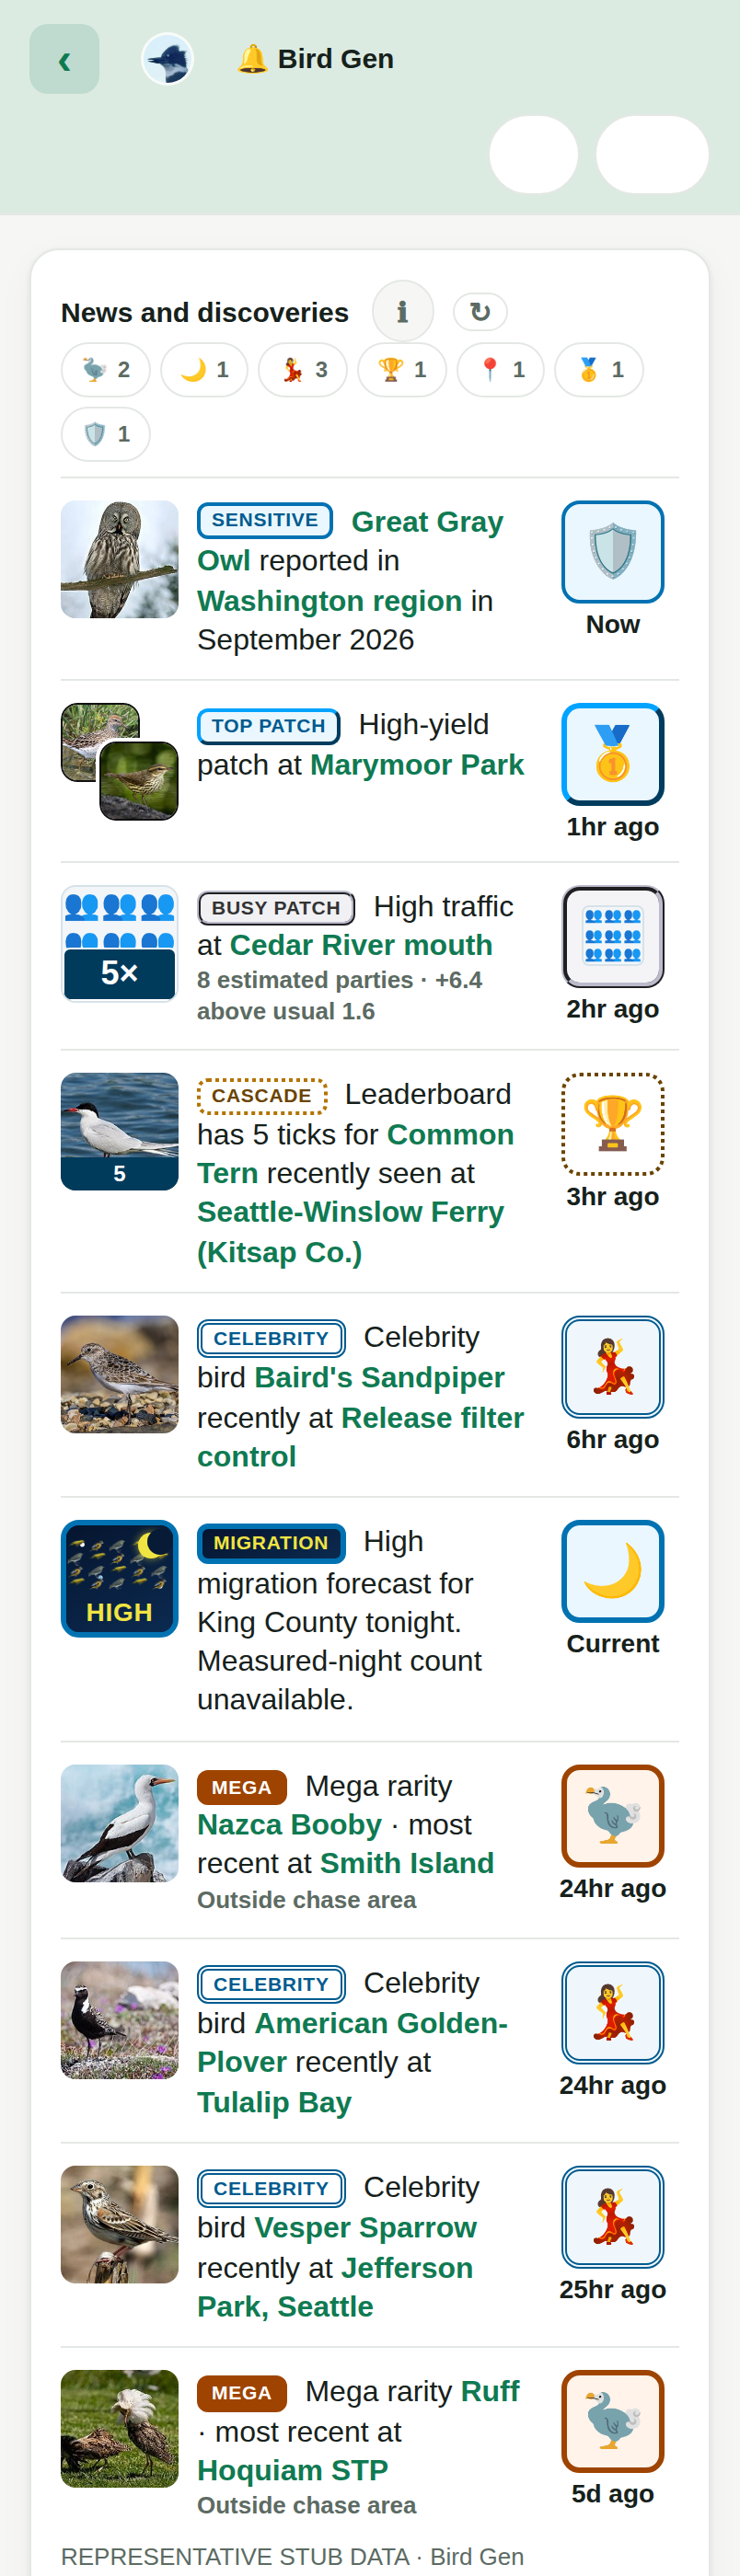 ‹ 🔔 Bird Gen
News and discoveries ℹ ↻
🦤 2 🌙 1 💃 3 🏆 1 📍 1 🥇 1
🛡️ 1
SENSITIVE Great Gray
Owl reported in
Washington region in
September 2026
Now
TOP PATCH High-yield
patch at Marymoor Park
1hr ago
5×
BUSY PATCH High traffic
at Cedar River mouth
8 estimated parties · +6.4
above usual 1.6
2hr ago
5
CASCADE Leaderboard
has 5 ticks for Common
Tern recently seen at
Seattle-Winslow Ferry
(Kitsap Co.)
3hr ago
CELEBRITY Celebrity
bird Baird's Sandpiper
recently at Release filter
control
6hr ago
HIGH
MIGRATION High
migration forecast for
King County tonight.
Measured-night count
unavailable.
Current
MEGA Mega rarity
Nazca Booby · most
recent at Smith Island
Outside chase area
24hr ago
CELEBRITY Celebrity
bird American Golden-
Plover recently at
Tulalip Bay
24hr ago
CELEBRITY Celebrity
bird Vesper Sparrow
recently at Jefferson
Park, Seattle
25hr ago
MEGA Mega rarity Ruff
· most recent at
Hoquiam STP
Outside chase area
5d ago
REPRESENTATIVE STUB DATA · Bird Gen